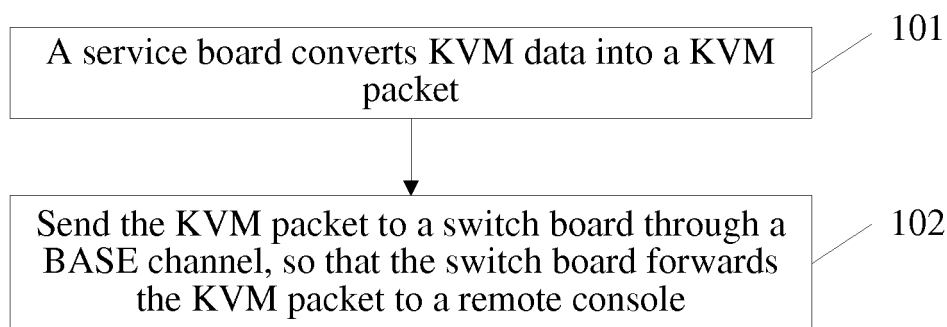 A service board converts KVM data into a KVM
packet
101
Send the KVM packet to a switch board through a
BASE channel, so that the switch board forwards
the KVM packet to a remote console
102